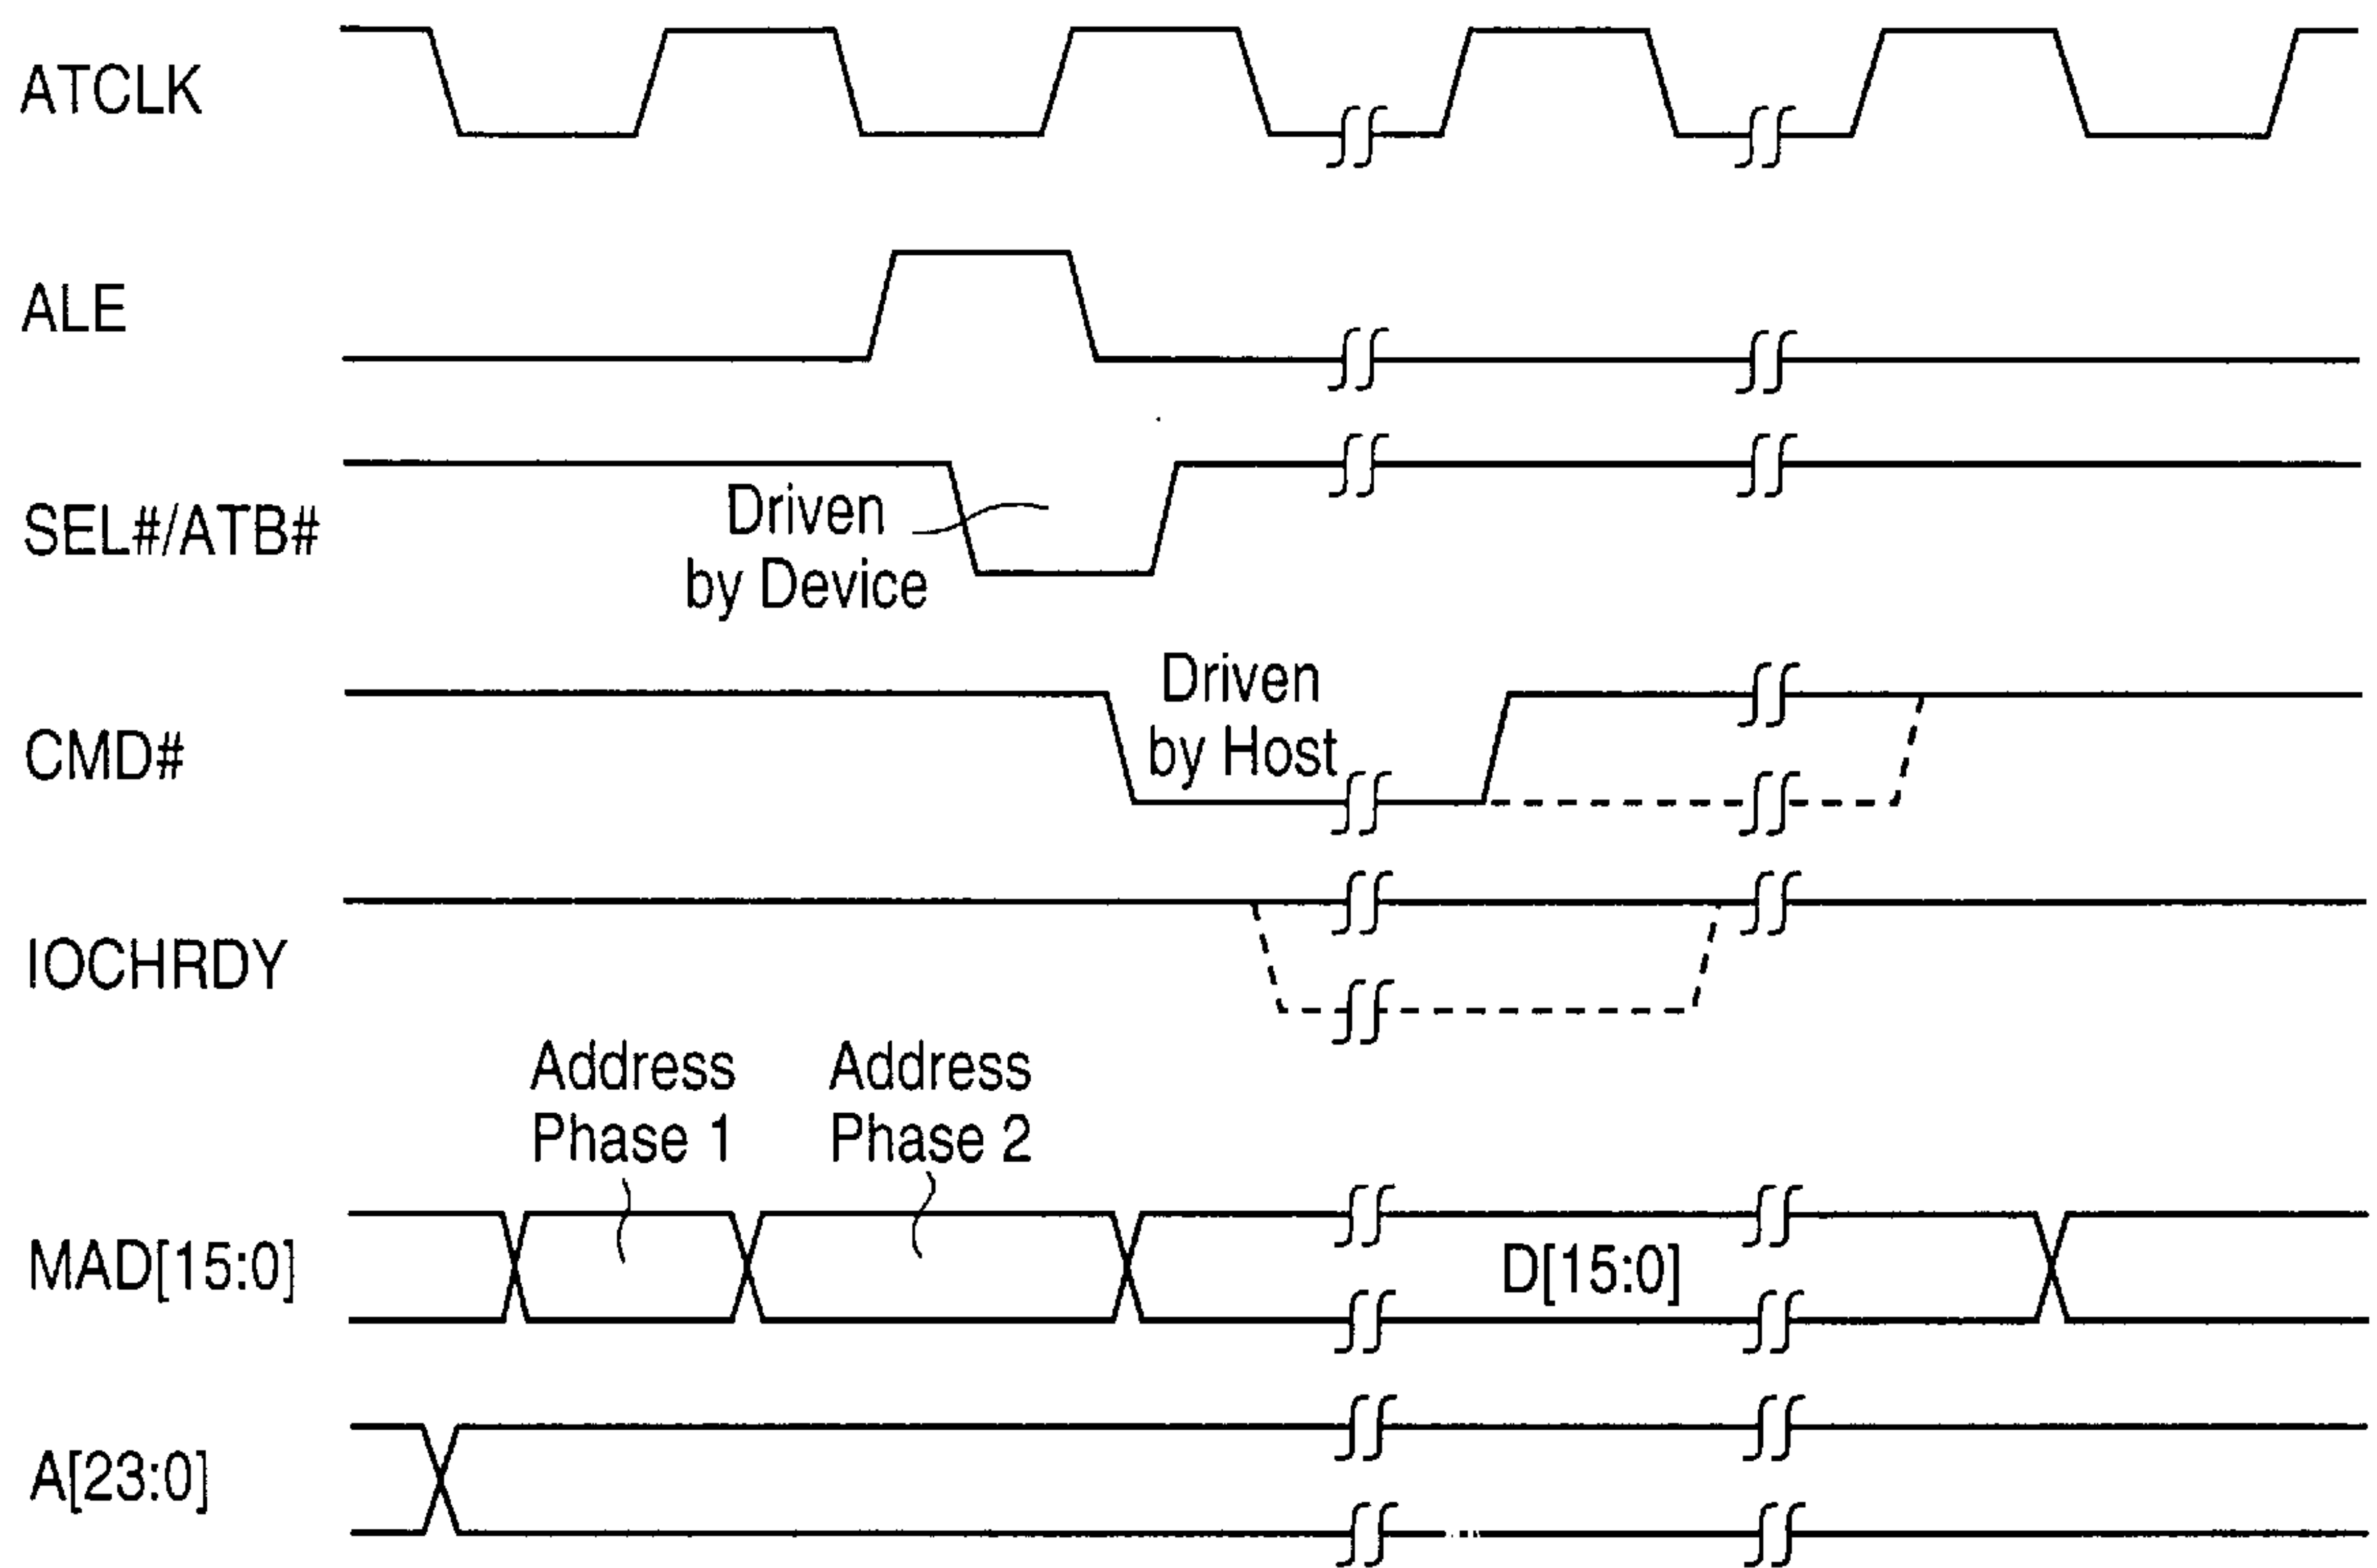 ATCLK
ALE
SEL#/ATB#
Driven
by Device
CMD#
Driven
by Host
IOCHRDY
Address
Phase 1
Address
Phase 2
MAD[15:0]
D[15:0]
A[23:0]